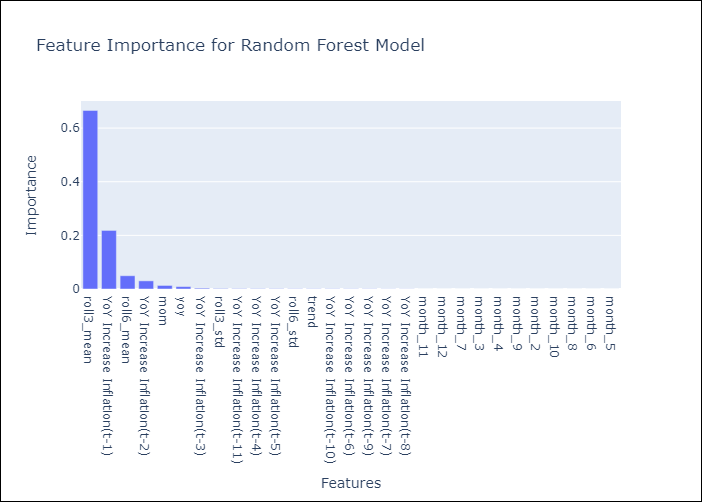 Feature Importance for Random Forest Model
Importance
0.6
0.4
0.2
0
roll3_mean
YoY Increase Inflation(t-1)
roll6_mean
YoY Increase Inflation(t-2)
mom
yoy
YoY Increase Inflation(t-3)
roll3_std
YoY Increase Inflation(t-11)
YoY Increase Inflation(t-4)
YoY Increase Inflation(t-5)
roll6_std
trend
YoY Increase Inflation(t-10)
YoY Increase Inflation(t-6)
YoY Increase Inflation(t-9)
YoY Increase Inflation(t-7)
YoY Increase Inflation(t-8)
month_11
month_12
month_7
month_3
month_4
month_9
month_2
month_10
month_8
month_6
month_5
Features